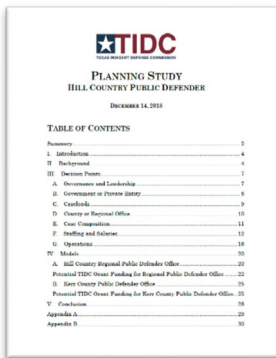 TIDC
TEXAS INDIGENT DEFENSE COMMISSION
PLANNING STUDY
HILL COUNTRY PUBLIC DEFENDER
DECEMBER 14, 2018
TABLE OF CONTENTS
Summary 3
I. Introduction 4
II. Background 4
III. Decision Points 7
A. Governance and Leadership 7
B. Government or Private Entity 8
C. Caseloads 9
D. County or Regional Office 10
E. Case Composition 11
F. Staffing and Salaries 12
G. Operations 18
IV. Models 20
A. Hill Country Regional Public Defender Office 20
Potential TIDC Grant Funding for Regional Public Defender Office 22
B. Kerr County Public Defender Office 25
Potential TIDC Grant Funding for Kerr County Public Defender Office 25
V. Conclusion 28
Appendix A 29
Appendix B 30